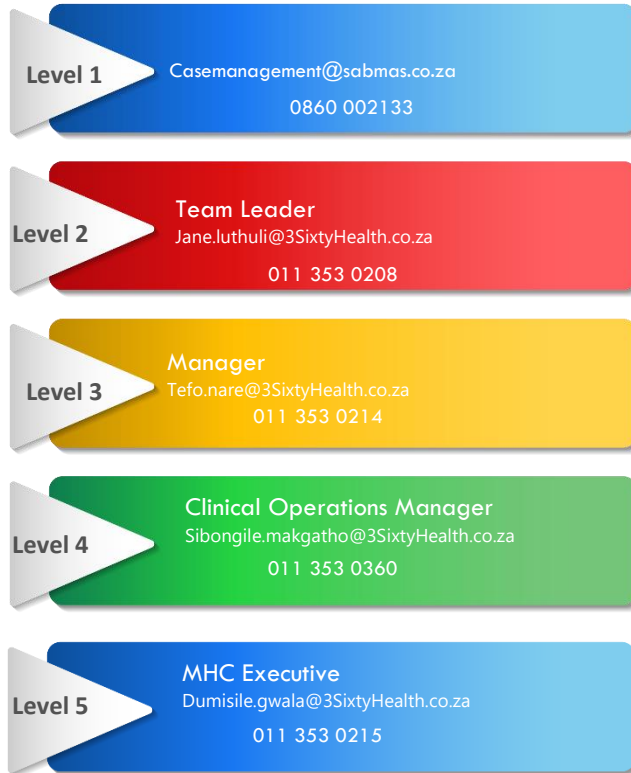 Level 1
Casemanagement@sabmas.co.za
0860 002133
Level 2
Team Leader
Jane.luthuli@3SixtyHealth.co.za
011 353 0208
Level 3
Manager
Tefo.nare@3SixtyHealth.co.za
011 353 0214
Level 4
Clinical Operations Manager
Sibongile.makgatho@3SixtyHealth.co.za
011 353 0360
Level 5
MHC Executive
Dumisile.gwala@3SixtyHealth.co.za
011 353 0215